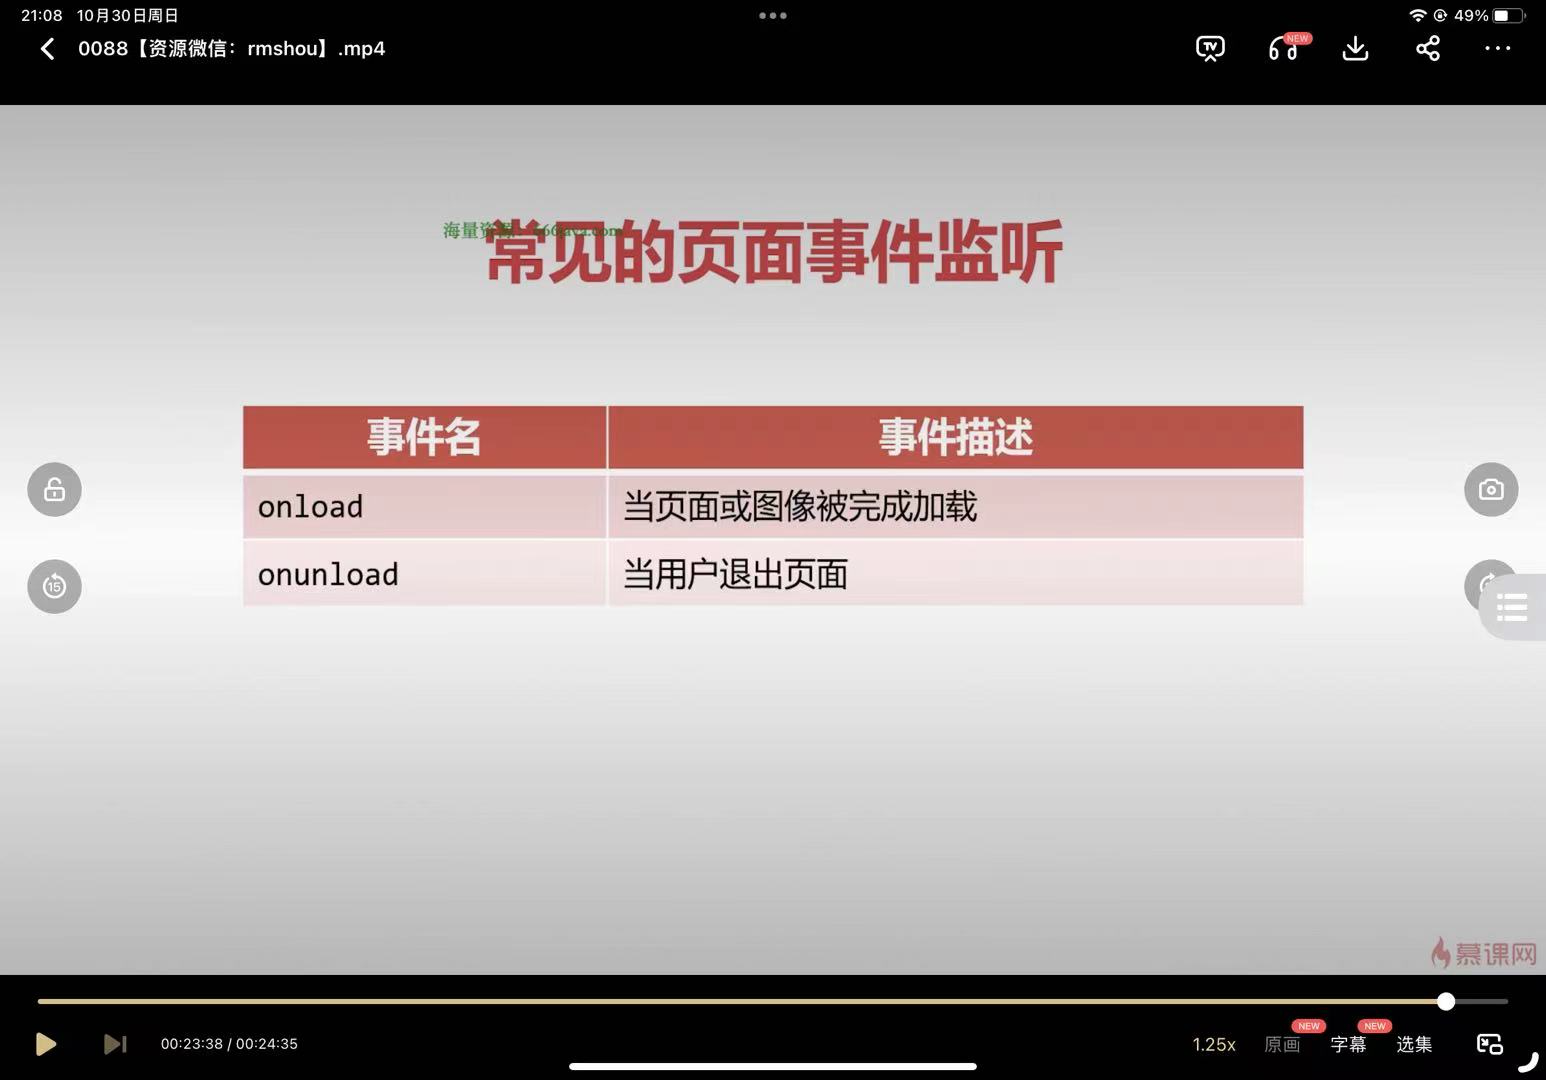 21:08 10月30日周日
49%
0088【资源微信：rmshou】.mp4
TV
NEW
海量资源：666java.com
常见的页面事件监听
事件名 事件描述
onload 当页面或图像被完成加载
onunload 当用户退出页面
15
慕课网
00:23:38 / 00:24:35
1.25x
NEW
原画
NEW
字幕
选集